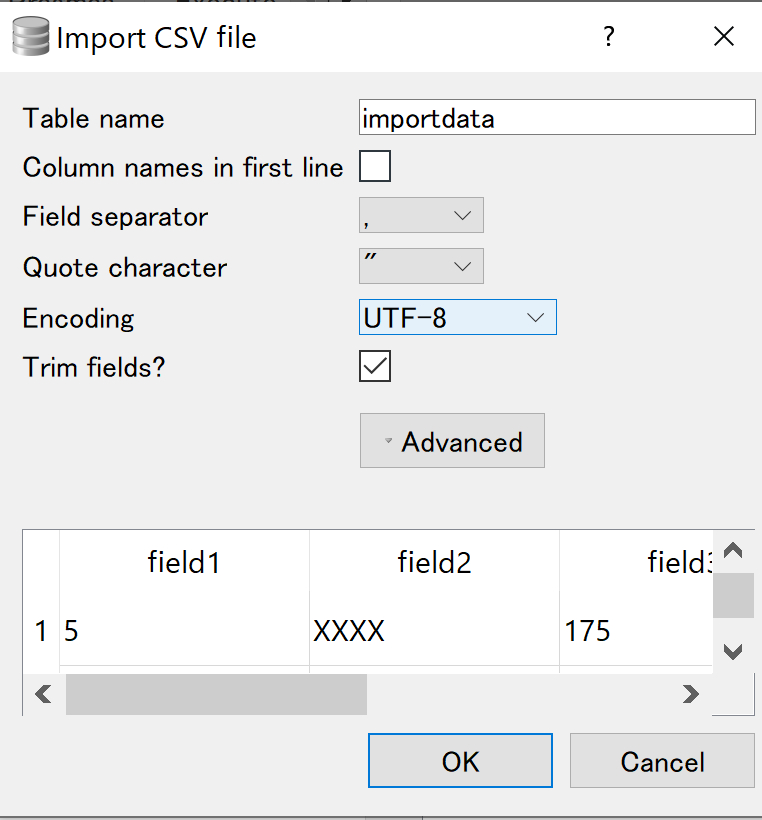 Import CSV file
?
Table name importdata
Column names in first line
Field separator ,
Quote character "
Encoding UTF-8
Trim fields?
Advanced
field1 field2 field3
1 5 XXXX 175
OK Cancel